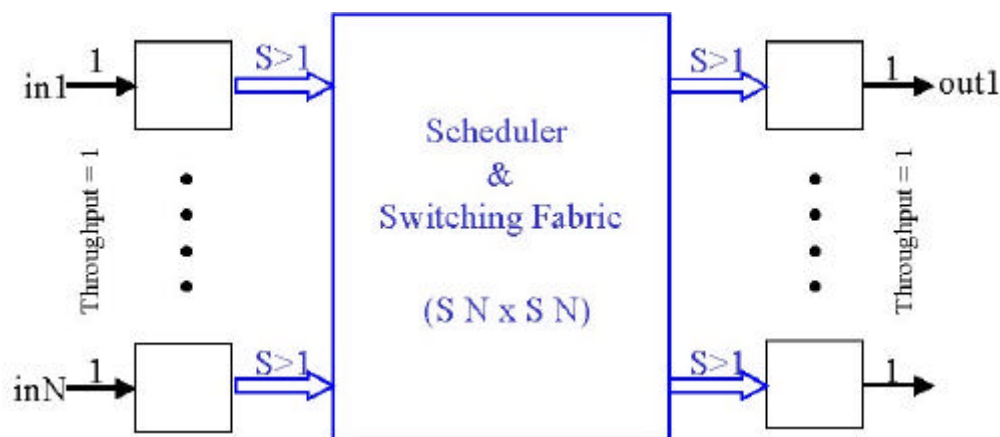 1
S>1
S>1
1
in1
out1
Scheduler
&
Switching Fabric
(S N x S N)
Throughput = 1
Throughput = 1
1
S>1
S>1
1
inN